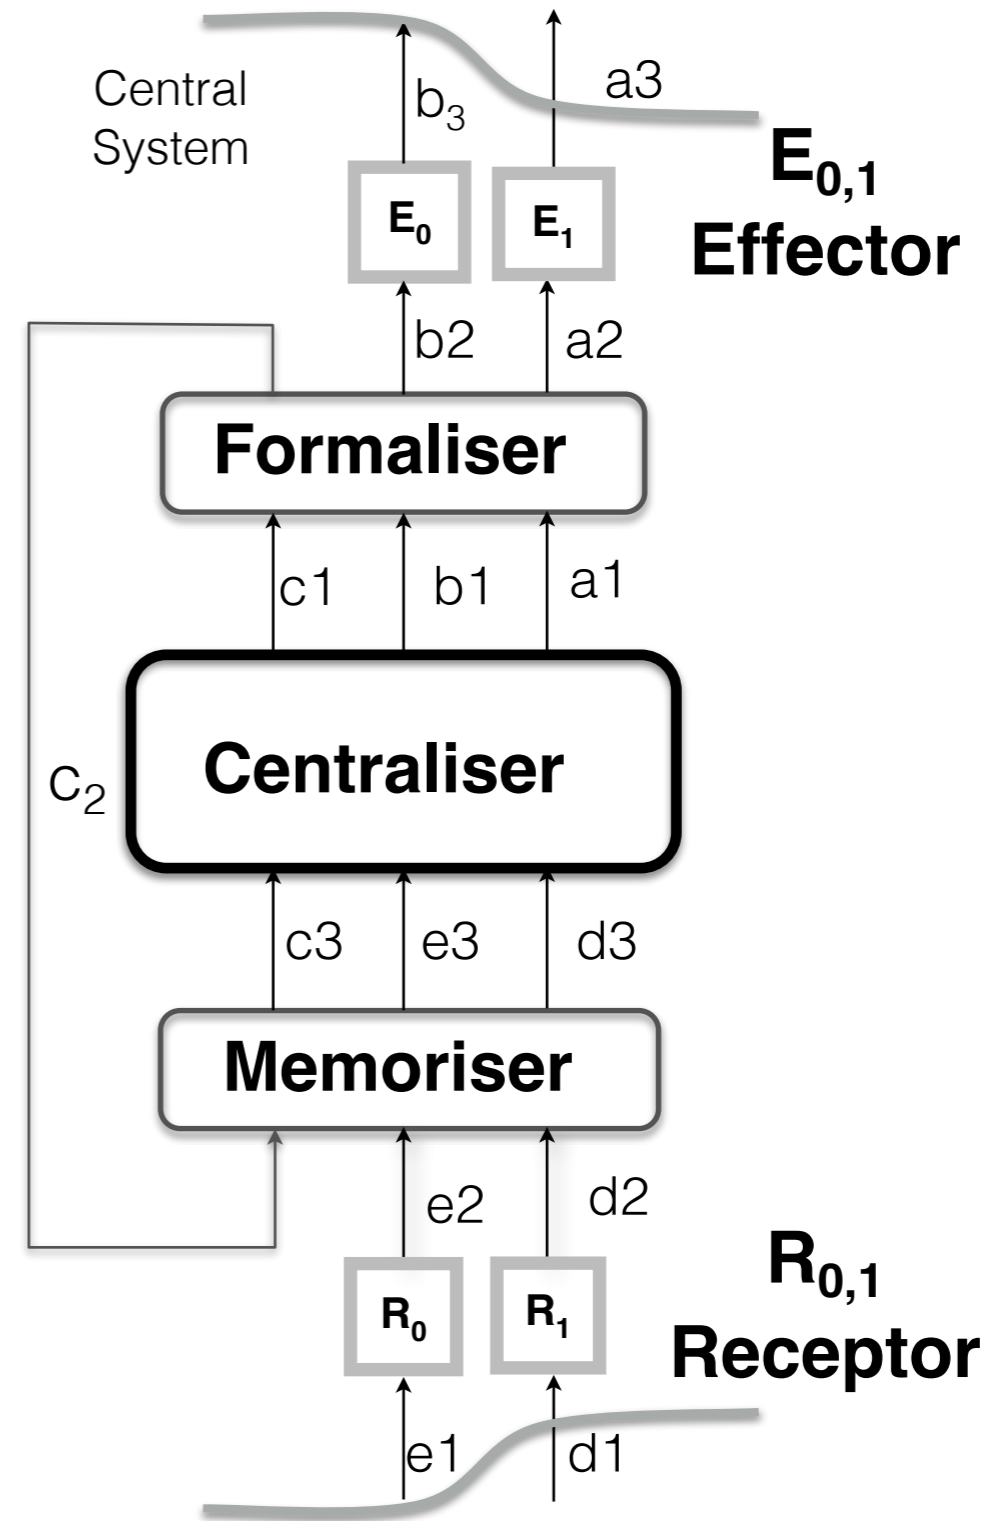 Central
System
b₃
a3
E₀,₁
Effector
E₀
E₁
b2
a2
Formaliser
c1
b1
a1
Centraliser
C₂
c3
e3
d3
Memoriser
e2
d2
R₀,₁
Receptor
R₀
R₁
e1
d1